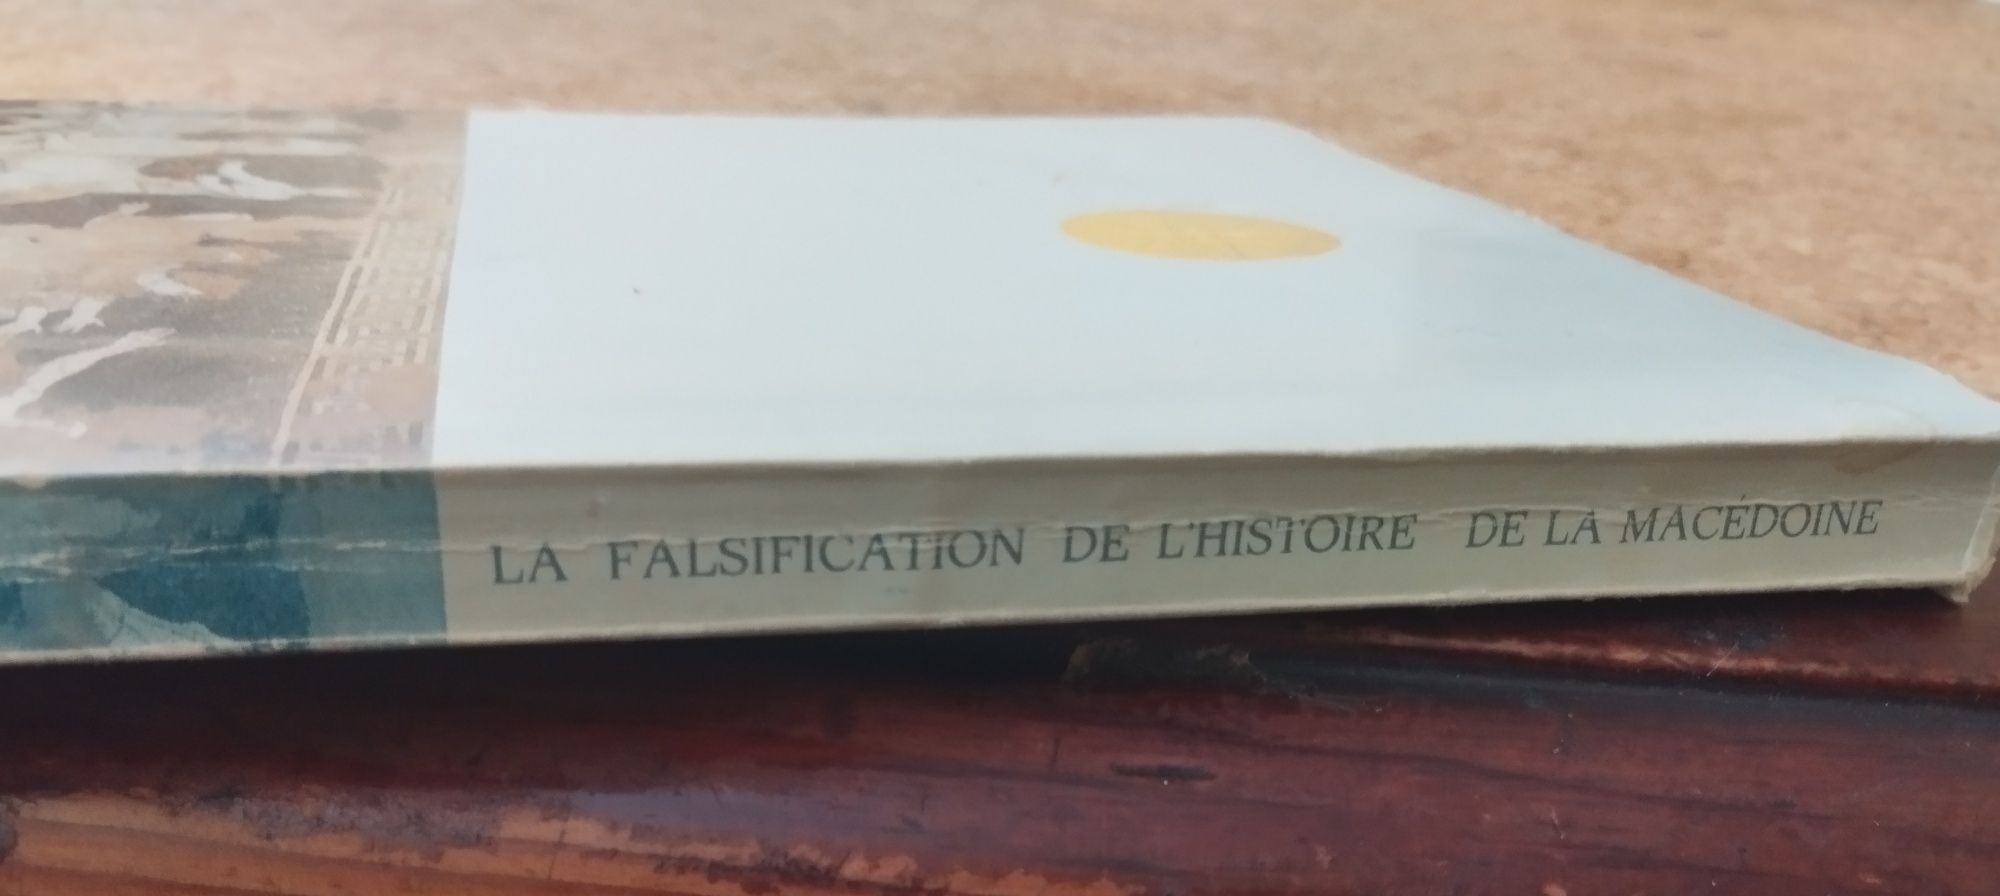 LA FALSIFICATION DE L'HISTOIRE DE LA MACÉDOINE